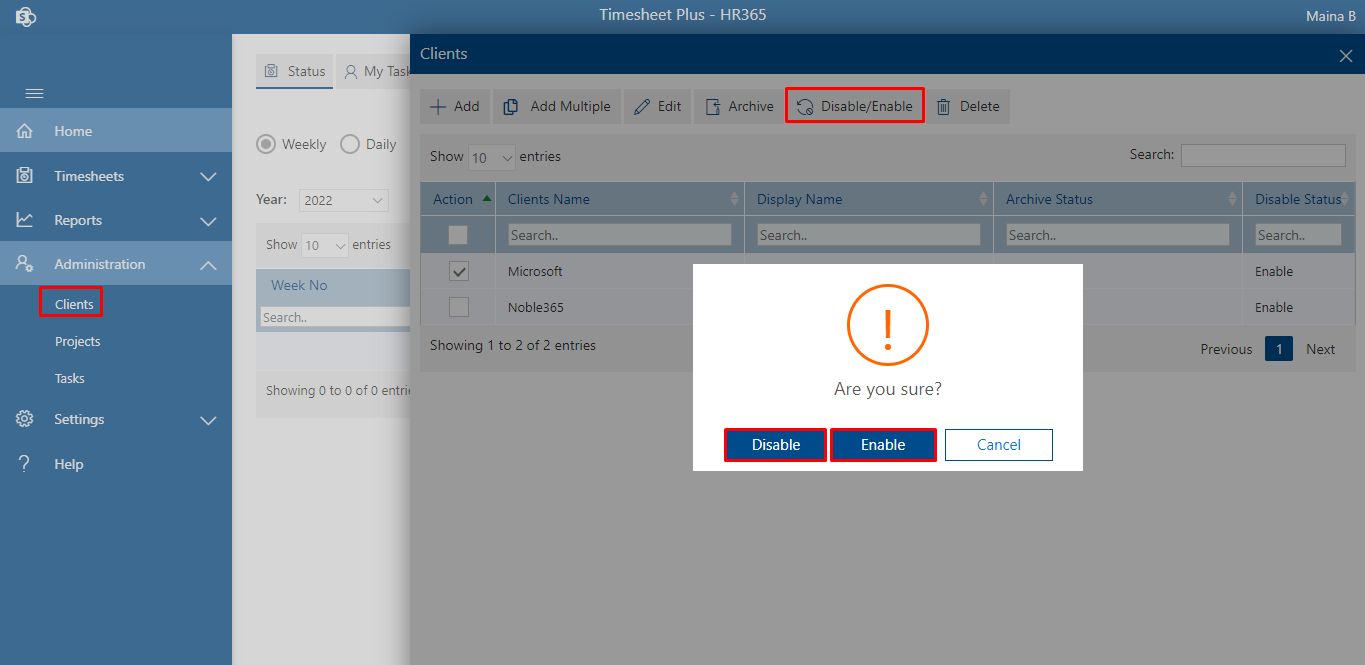 Timesheet Plus - HR365
Maina B
Home
Timesheets
Reports
Administration
Clients
Projects
Tasks
Settings
Help
Status
My Task
Weekly
Daily
Year:
2022
Show 10 entries
Week No
Search..
Showing 0 to 0 of 0 entrie
Clients
Add
Add Multiple
Edit
Archive
Disable/Enable
Delete
Show 10 entries
Search:
Action
Clients Name
Display Name
Archive Status
Disable Status
Search..
Search..
Search..
Search..
Microsoft
Enable
Noble365
Enable
Showing 1 to 2 of 2 entries
Previous 1 Next
!
Are you sure?
Disable
Enable
Cancel